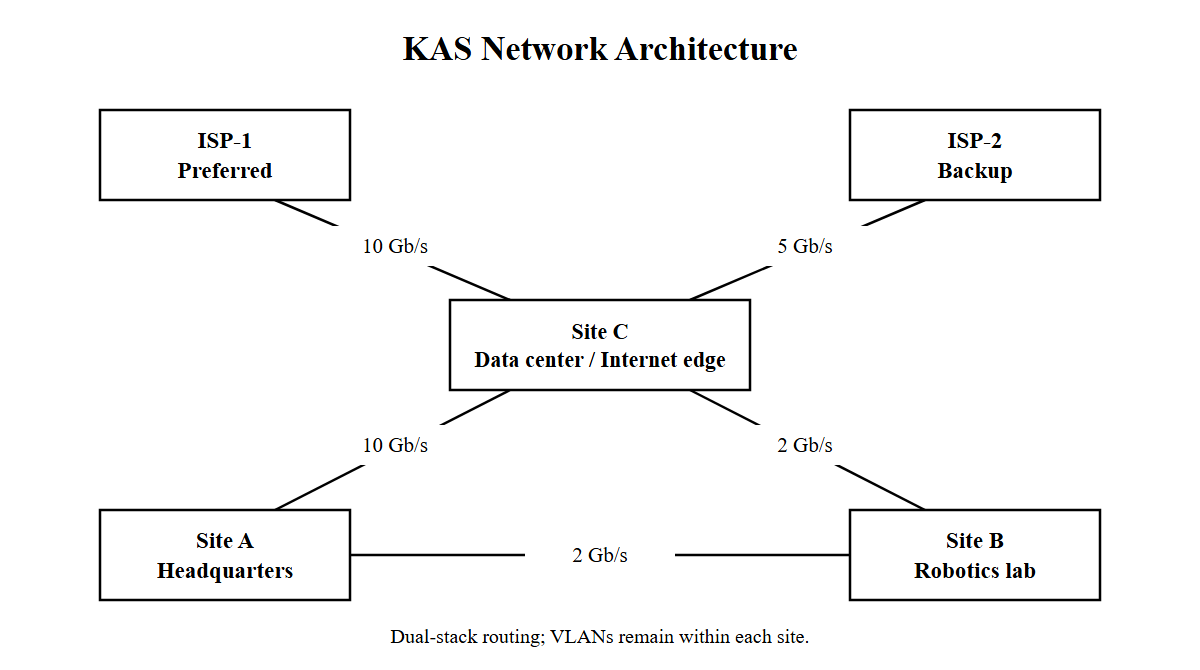 KAS Network Architecture
ISP-1
Preferred
ISP-2
Backup
10 Gb/s
5 Gb/s
Site C
Data center / Internet edge
10 Gb/s
2 Gb/s
Site A
Headquarters
2 Gb/s
Site B
Robotics lab
Dual-stack routing; VLANs remain within each site.